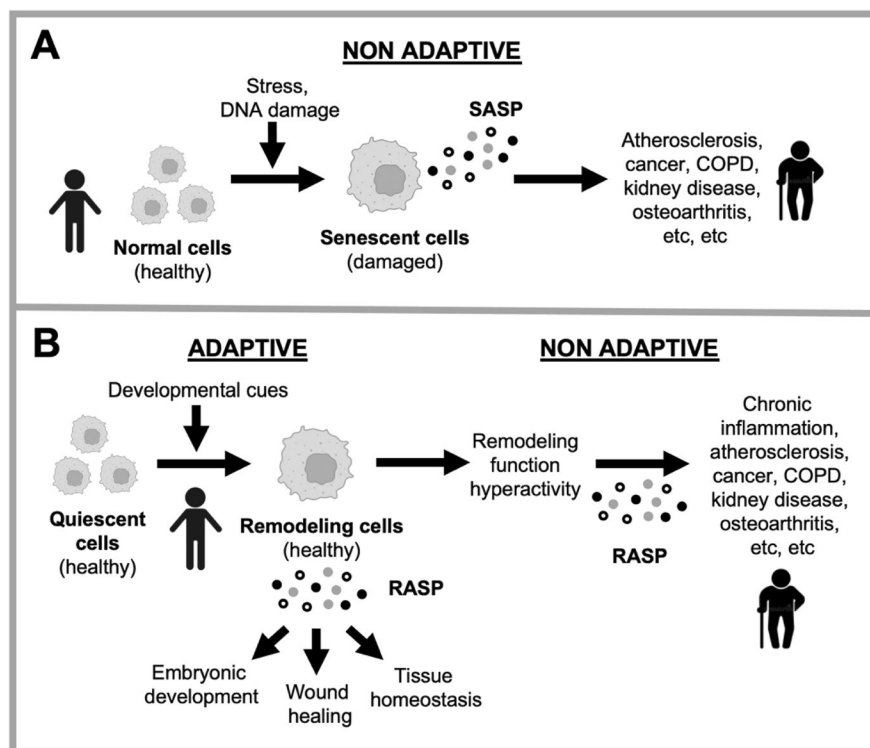 A
NON ADAPTIVE
Stress,
DNA damage
SASP
Normal cells
(healthy)
Senescent cells
(damaged)
Atherosclerosis,
cancer, COPD,
kidney disease,
osteoarthritis,
etc, etc
B
ADAPTIVE
NON ADAPTIVE
Developmental cues
Quiescent
cells
(healthy)
Remodeling cells
(healthy)
RASP
Embryonic
development
Wound
healing
Tissue
homeostasis
Remodeling
function
hyperactivity
RASP
Chronic
inflammation,
atherosclerosis,
cancer, COPD,
kidney disease,
osteoarthritis,
etc, etc